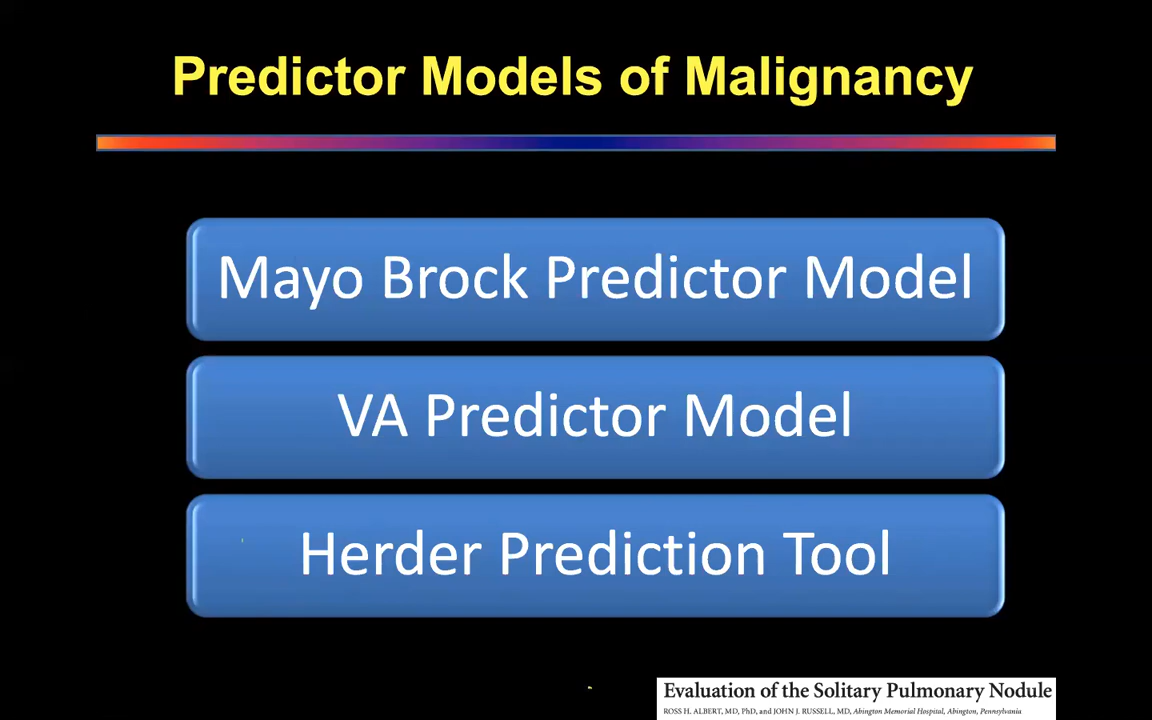 Predictor Models of Malignancy
Mayo Brock Predictor Model
VA Predictor Model
Herder Prediction Tool
Evaluation of the Solitary Pulmonary Nodule
ROSS H. ALBERT, MD, PhD, and JOHN J. RUSSELL, MD, Abington Memorial Hospital, Abington, Pennsylvania